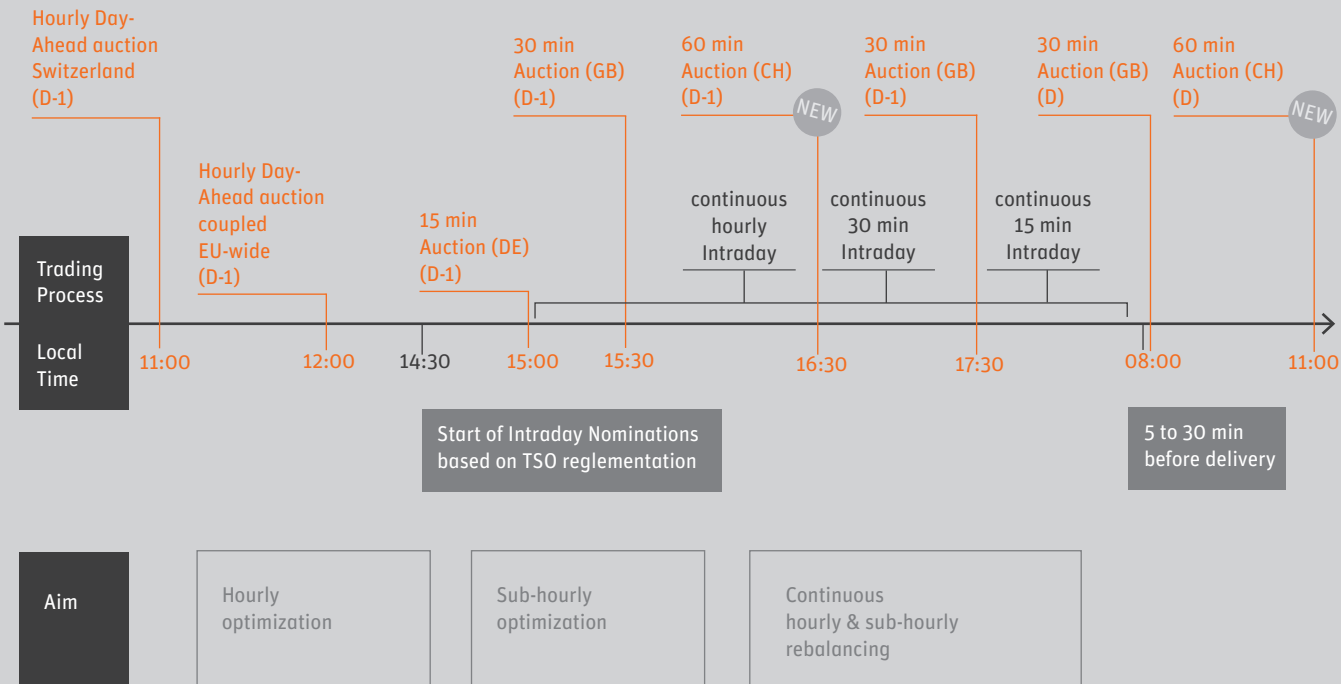 Hourly Day-
Ahead auction
Switzerland
(D-1)
Hourly Day-
Ahead auction
coupled
EU-wide
(D-1)
15 min
Auction (DE)
(D-1)
30 min
Auction (GB)
(D-1)
60 min
Auction (CH)
(D-1)
NEW
30 min
Auction (GB)
(D-1)
30 min
Auction (GB)
(D)
60 min
Auction (CH)
(D)
NEW
continuous
hourly
Intraday
continuous
30 min
Intraday
continuous
15 min
Intraday
Trading
Process
Local
Time
11:00
12:00
14:30
15:00
15:30
16:30
17:30
08:00
11:00
Start of Intraday Nominations
based on TSO reglementation
5 to 30 min
before delivery
Aim
Hourly
optimization
Sub-hourly
optimization
Continuous
hourly & sub-hourly
rebalancing